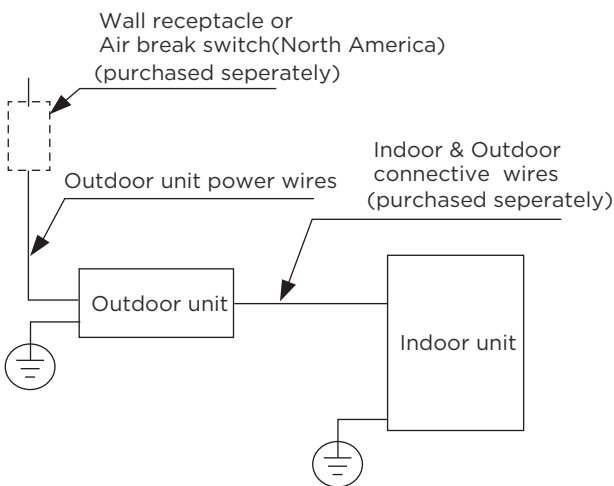 Wall receptacle or
Air break switch(North America)
(purchased seperately)
Indoor & Outdoor
connective wires
(purchased seperately)
Outdoor unit power wires
Outdoor unit
Indoor unit